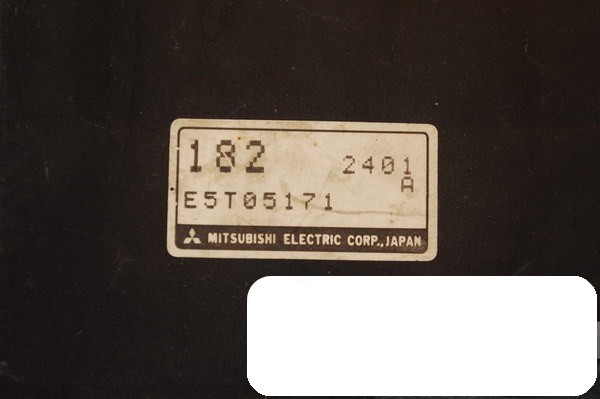 182 2401
A
E5T05171
MITSUBISHI ELECTRIC CORP., JAPAN